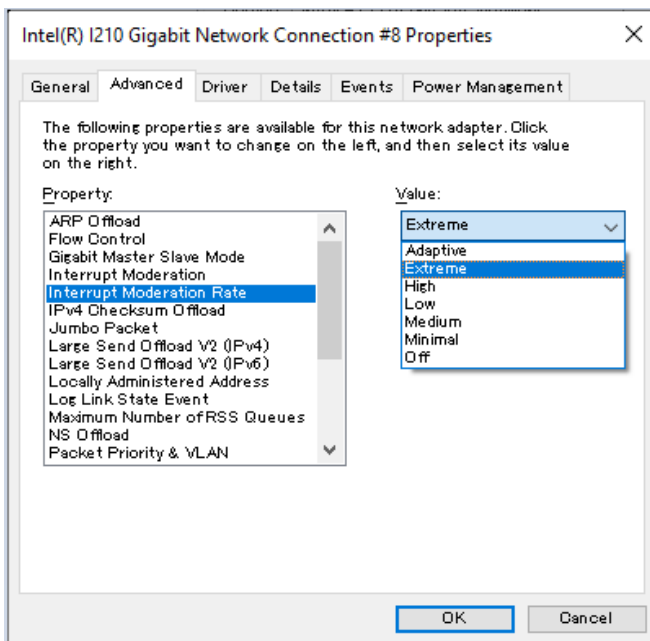 Intel(R) I210 Gigabit Network Connection #8 Properties
General Advanced Driver Details Events Power Management
The following properties are available for this network adapter. Click
the property you want to change on the left, and then select its value
on the right.
Property:
ARP Offload
Flow Control
Gigabit Master Slave Mode
Interrupt Moderation
Interrupt Moderation Rate
IPv4 Checksum Offload
Jumbo Packet
Large Send Offload V2 (IPv4)
Large Send Offload V2 (IPv6)
Locally Administered Address
Log Link State Event
Maximum Number of RSS Queues
NS Offload
Packet Priority & VLAN
Value:
Extreme
Adaptive
Extreme
High
Low
Medium
Minimal
Off
OK Cancel